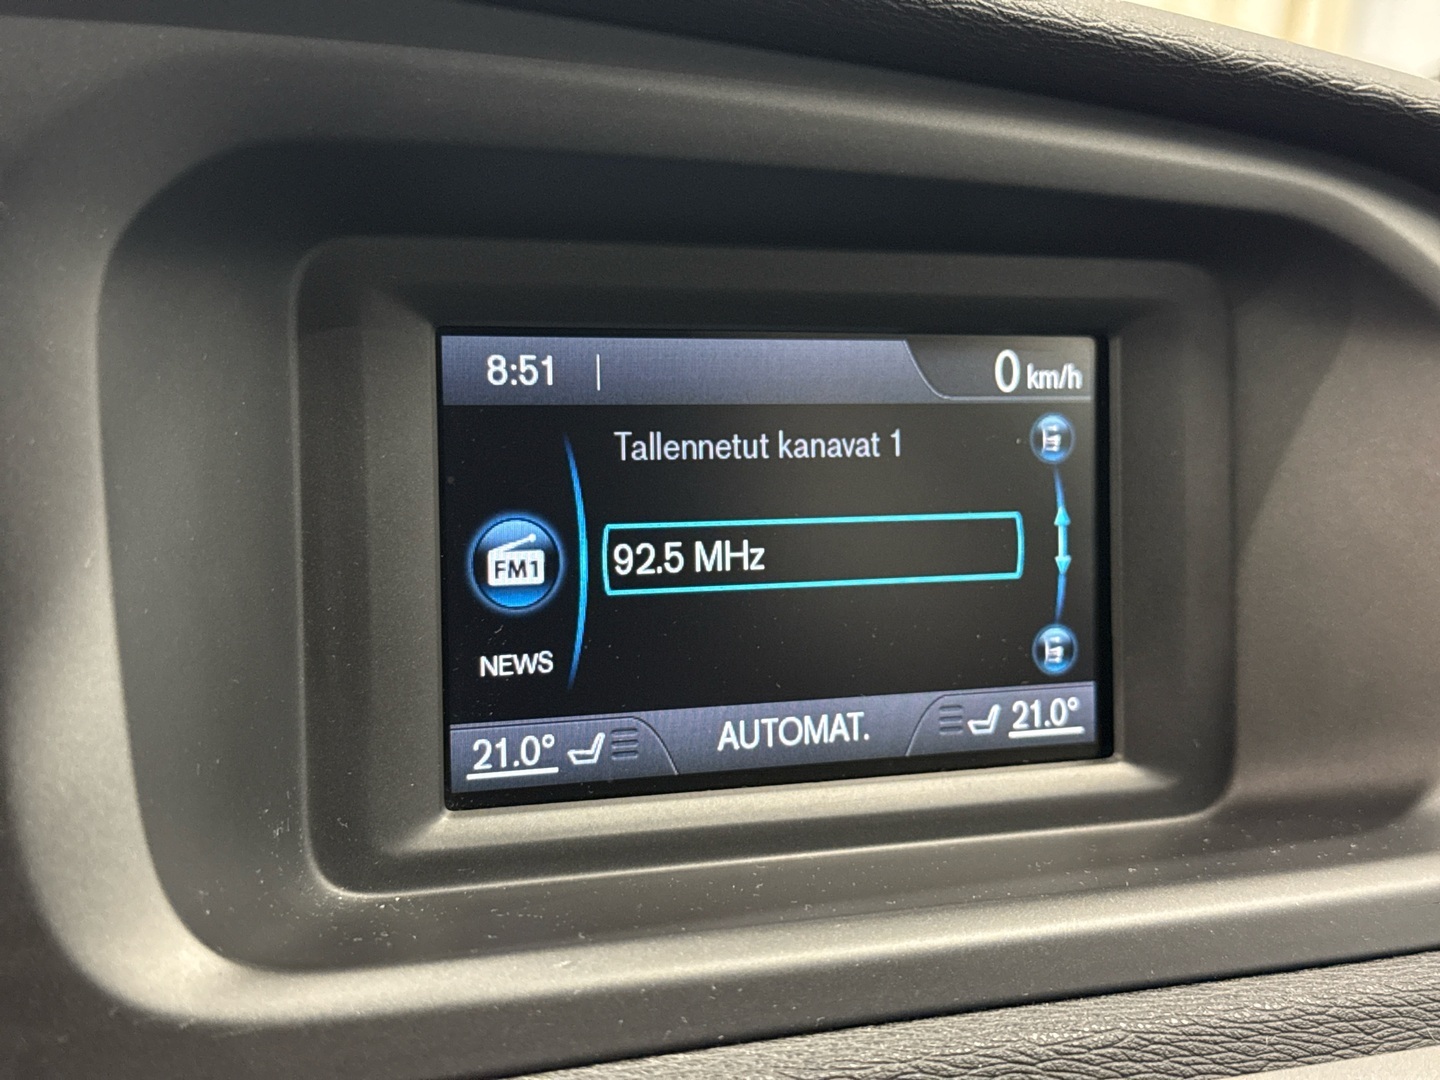 8:51
0 km/h
Tallennetut kanavat 1
FM1
92.5 MHz
NEWS
21.0° AUTOMAT. 21.0°